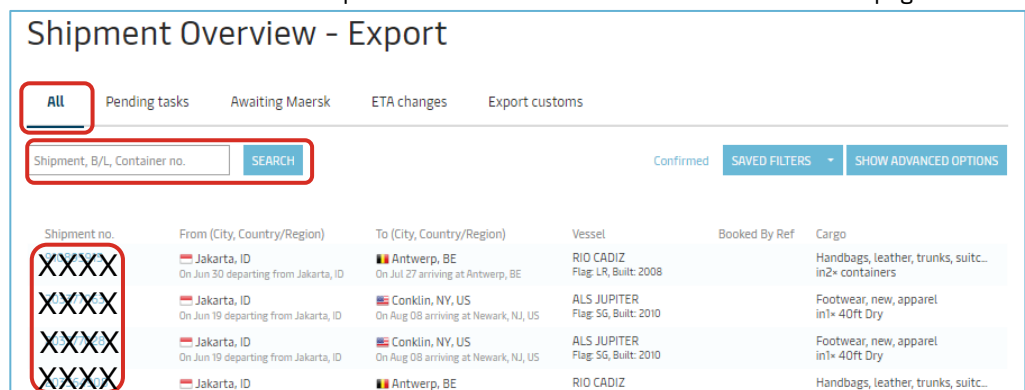 Shipment Overview - Export
All Pending tasks Awaiting Maersk ETA changes Export customs
Shipment, B/L, Container no. SEARCH Confirmed SAVED FILTERS SHOW ADVANCED OPTIONS
Shipment no. From (City, Country/Region) To (City, Country/Region) Vessel Booked By Ref Cargo
XXXX Jakarta, ID Antwerp, BE RIO CADIZ Handbags, leather, trunks, suitc...
On Jun 30 departing from Jakarta, ID On Jul 27 arriving at Antwerp, BE Flag: LR, Built: 2008 in2× containers
XXXX Jakarta, ID Conklin, NY, US ALS JUPITER Footwear, new, apparel
On Jun 19 departing from Jakarta, ID On Aug 08 arriving at Newark, NJ, US Flag: SG, Built: 2010 in1× 40ft Dry
XXXX Jakarta, ID Conklin, NY, US ALS JUPITER Footwear, new, apparel
On Jun 19 departing from Jakarta, ID On Aug 08 arriving at Newark, NJ, US Flag: SG, Built: 2010 in1× 40ft Dry
XXXX Jakarta, ID Antwerp, BE RIO CADIZ Handbags, leather, trunks, suitc...